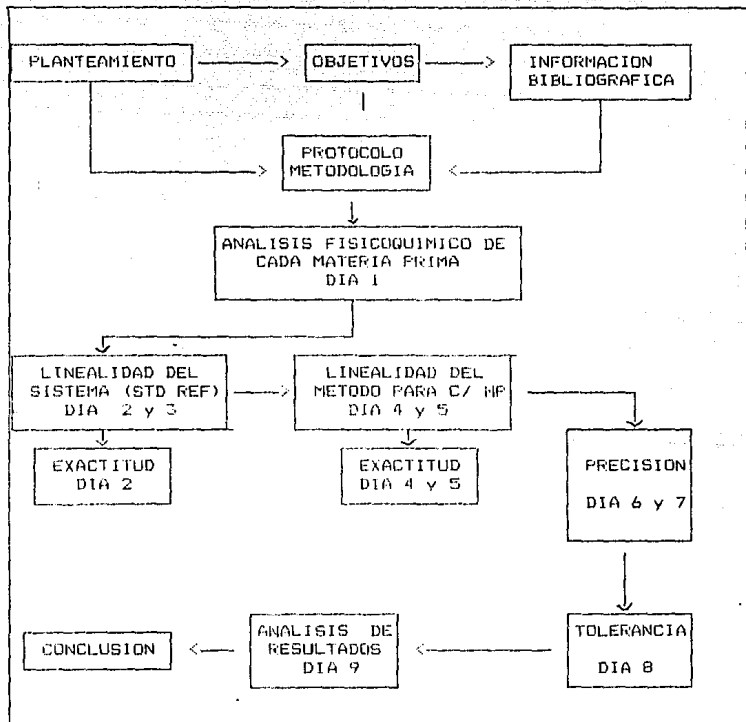 PLANTEAMIENTO
OBJETIVOS
INFORMACION
BIBLIOGRAFICA
PROTOCOLO
METODOLOGIA
ANALISIS FISICOQUIMICO DE
CADA MATERIA PRIMA
DIA 1
LINEALIDAD DEL
SISTEMA (STD REF)
DIA 2 y 3
LINEALIDAD DEL
METODO PARA C/ MP
DIA 4 y 5
EXACTITUD
DIA 2
EXACTITUD
DIA 4 y 5
PRECISION
DIA 6 y 7
CONCLUSION
ANALISIS DE
RESULTADOS
DIA 9
TOLERANCIA
DIA 8